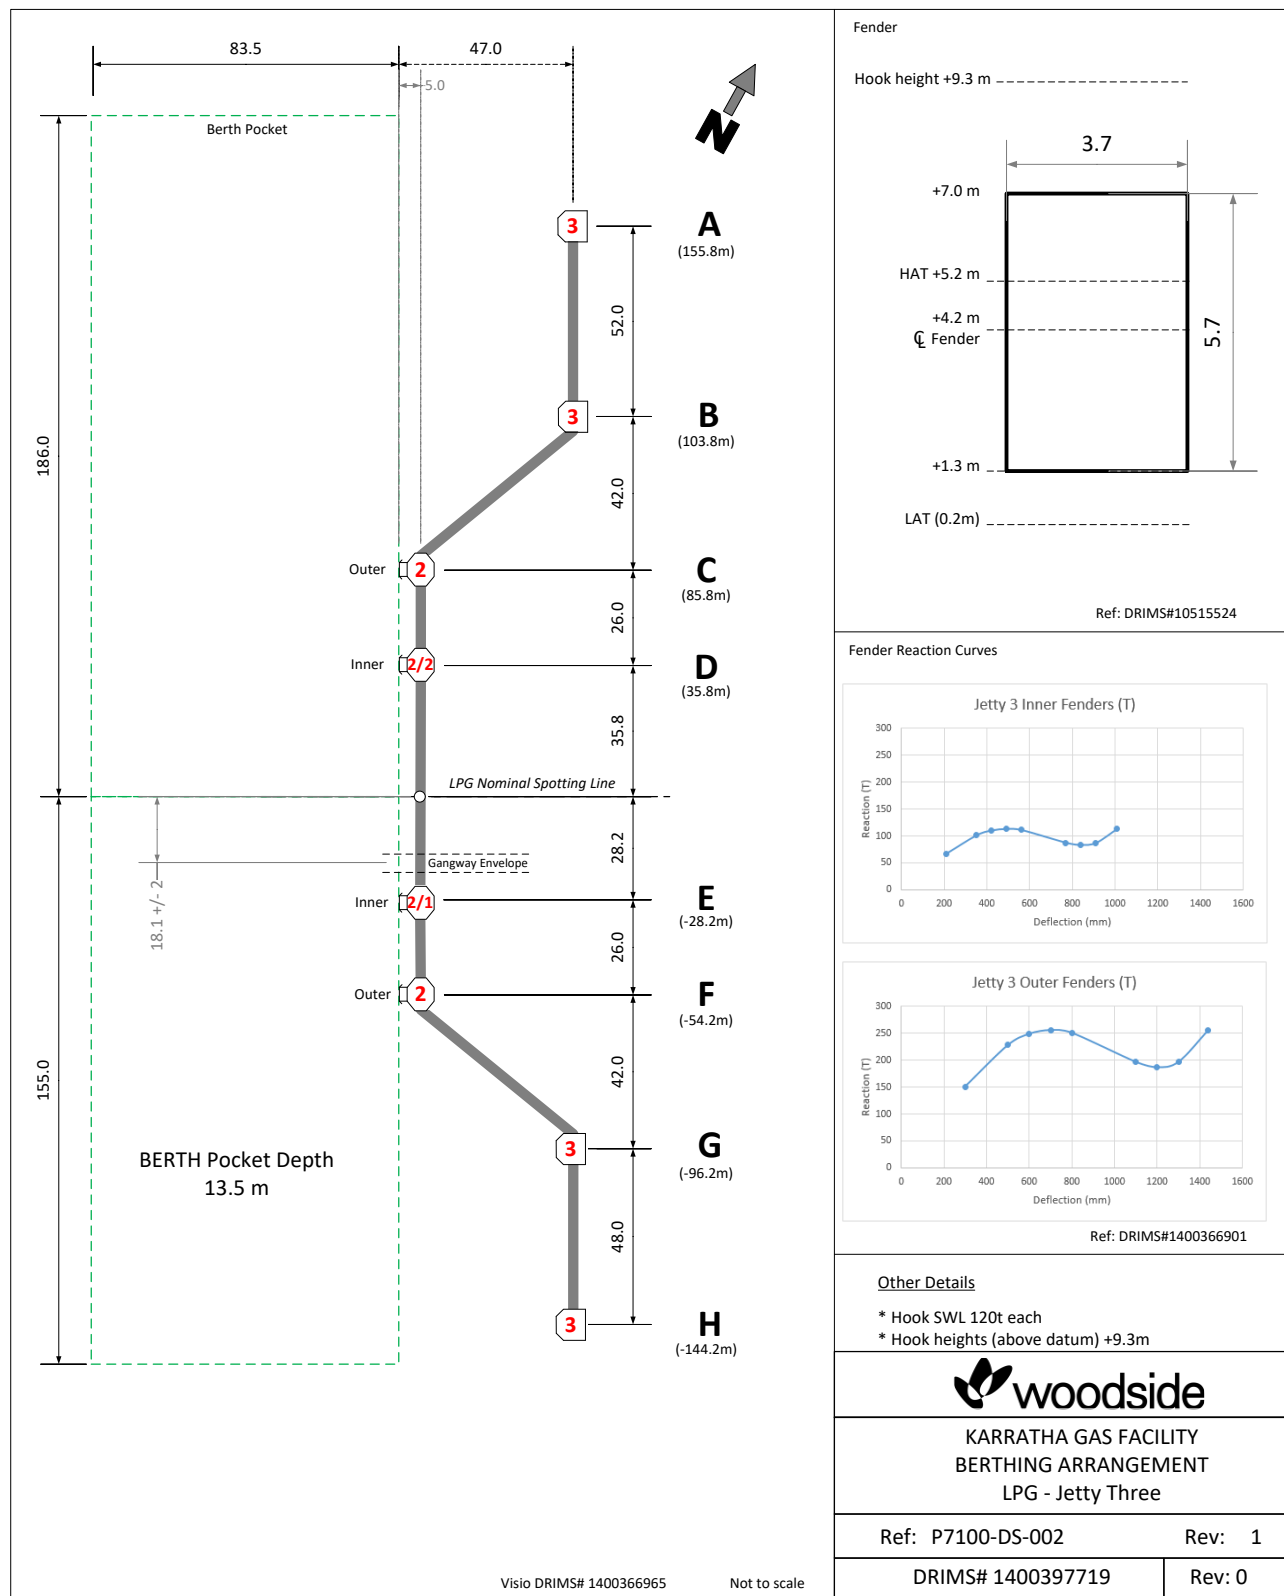 83.5
47.0
5.0
N
Berth Pocket
186.0
155.0
3
A
(155.8m)
52.0
3
B
(103.8m)
42.0
Outer
2
C
(85.8m)
26.0
Inner
2/2
D
(35.8m)
35.8
LPG Nominal Spotting Line
28.2
Gangway Envelope
18.1 +/- 2
Inner
2/1
E
(-28.2m)
26.0
Outer
2
F
(-54.2m)
42.0
BERTH Pocket Depth
13.5 m
3
G
(-96.2m)
48.0
3
H
(-144.2m)
Visio DRIMS# 1400366965
Not to scale
Fender
Hook height +9.3 m
3.7
+7.0 m
HAT +5.2 m
+4.2 m
℄ Fender
5.7
+1.3 m
LAT (0.2m)
Ref: DRIMS#10515524
Fender Reaction Curves
Jetty 3 Inner Fenders (T)
300
250
200
150
100
50
0
Reaction (T)
0 200 400 600 800 1000 1200 1400 1600
Deflection (mm)
Jetty 3 Outer Fenders (T)
300
250
200
150
100
50
0
Reaction (T)
0 200 400 600 800 1000 1200 1400 1600
Deflection (mm)
Ref: DRIMS#1400366901
Other Details
* Hook SWL 120t each
* Hook heights (above datum) +9.3m
woodside
KARRATHA GAS FACILITY
BERTHING ARRANGEMENT
LPG - Jetty Three
Ref: P7100-DS-002 Rev: 1
DRIMS# 1400397719 Rev: 0